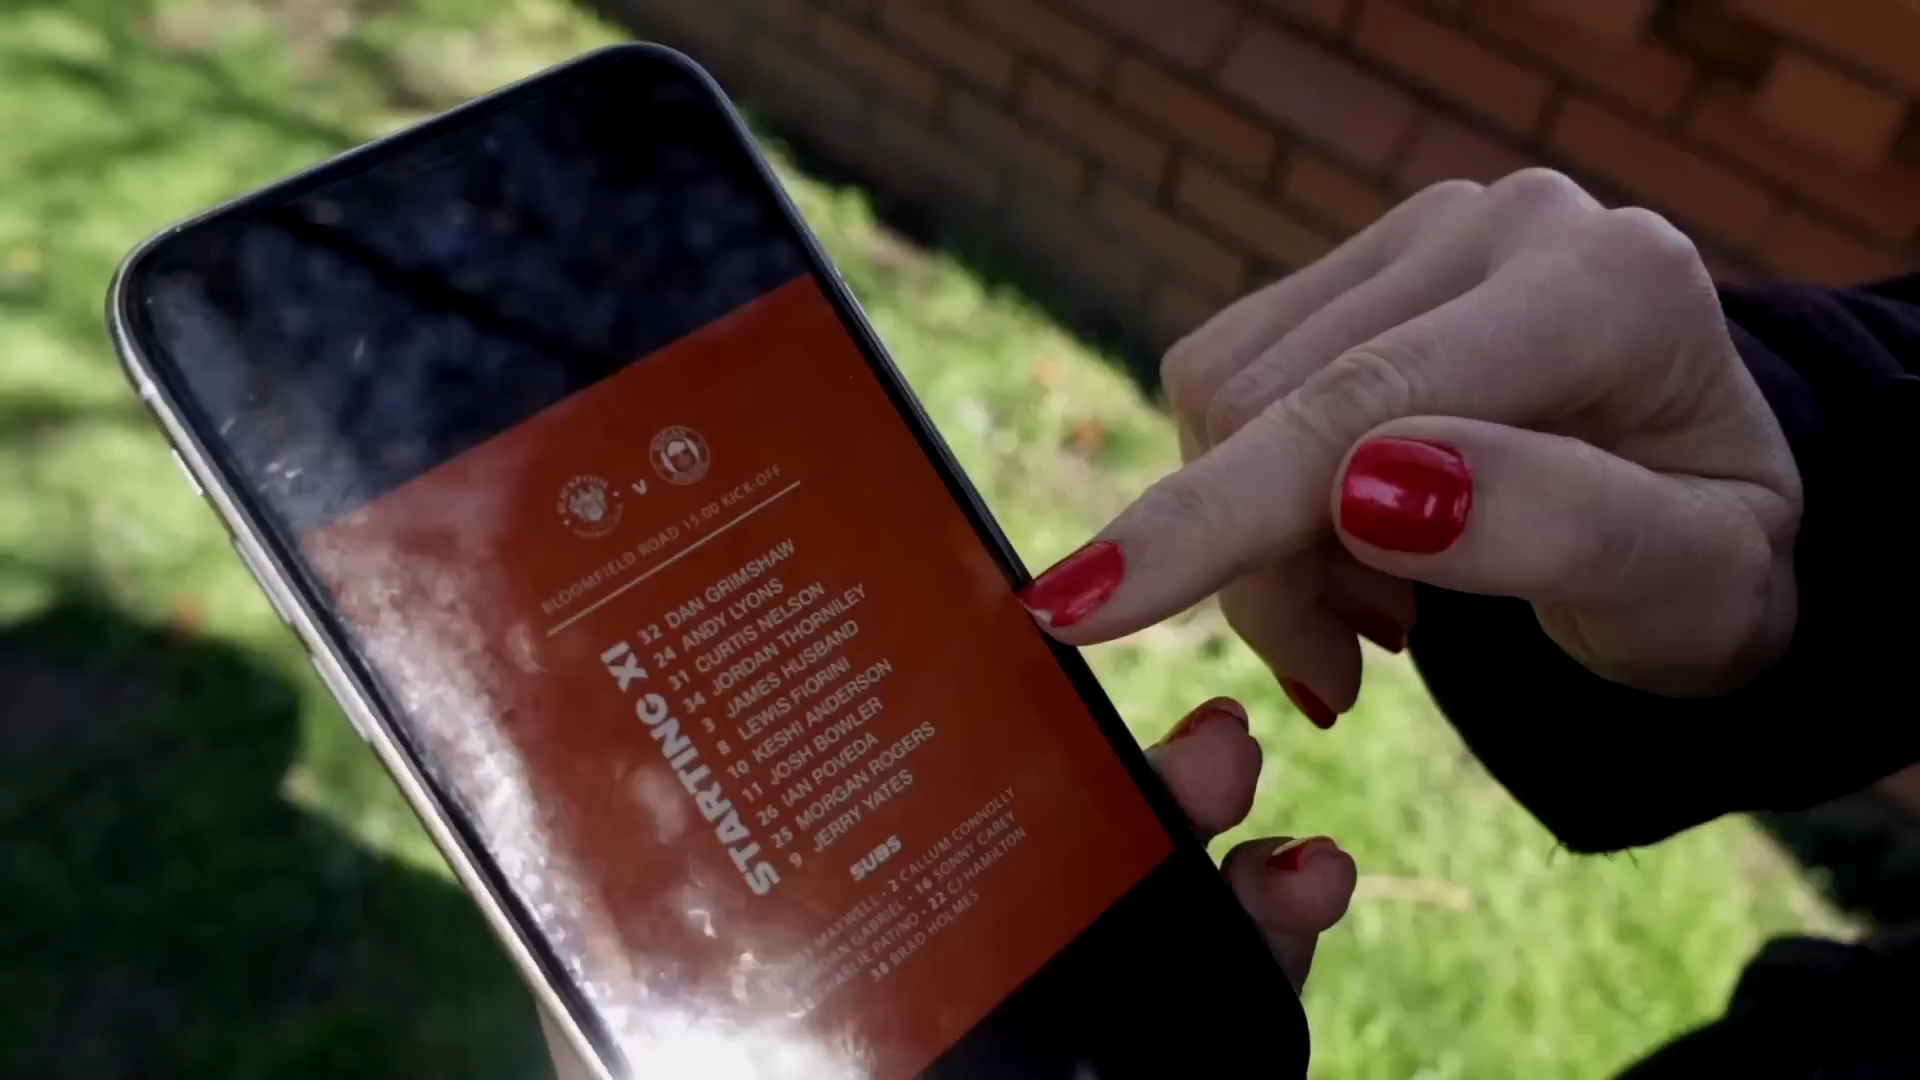 BLACKPOOL
V
BLOOMFIELD ROAD 15:00 KICK-OFF
STARTING XI
32 DAN GRIMSHAW
24 ANDY LYONS
31 CURTIS NELSON
34 JORDAN THORNILEY
3 JAMES HUSBAND
8 LEWIS FIORINI
10 KESHI ANDERSON
11 JOSH BOWLER
26 IAN POVEDA
25 MORGAN ROGERS
9 JERRY YATES
SUBS
MAXWELL • 2 CALLUM CONNOLLY
GABRIEL • 16 SONNY CAREY
CHARLIE PATINO • 22 CJ HAMILTON
30 BRAD HOLMES